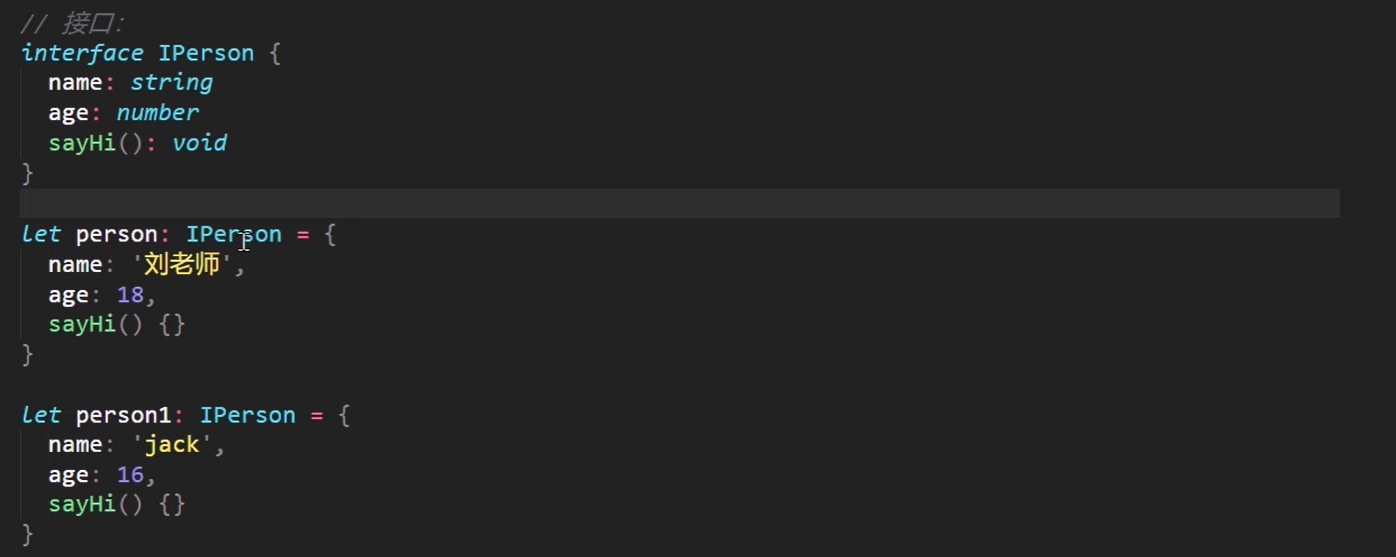 // 接口：
interface IPerson {
name: string
age: number
sayHi(): void
}
let person: IPerson = {
name: '刘老师',
age: 18,
sayHi() {}
}
let person1: IPerson = {
name: 'jack',
age: 16,
sayHi() {}
}